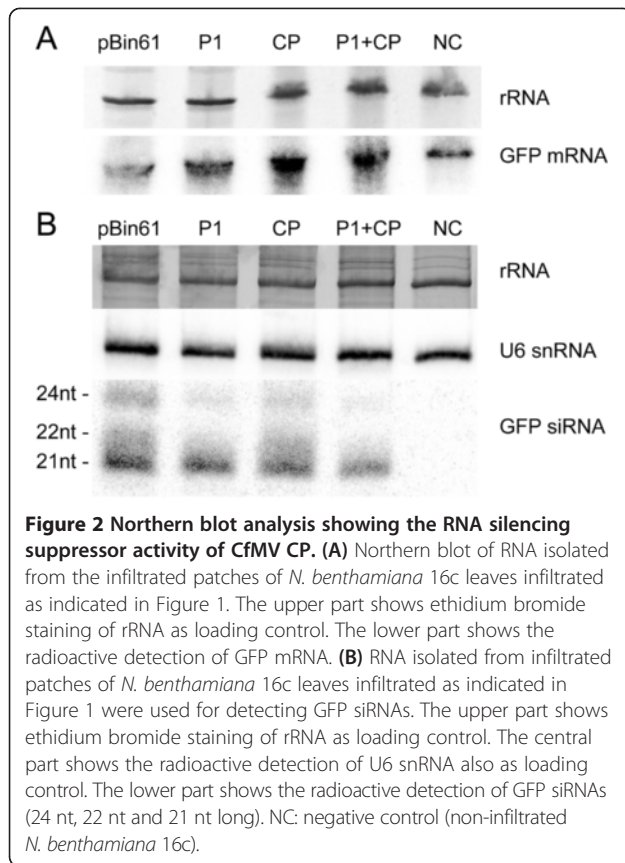 A
pBin61 P1 CP P1+CP NC
rRNA
GFP mRNA
B
pBin61 P1 CP P1+CP NC
rRNA
U6 snRNA
24nt -
22nt -
GFP siRNA
21nt -
Figure 2 Northern blot analysis showing the RNA silencing
suppressor activity of CfMV CP. (A) Northern blot of RNA isolated
from the infiltrated patches of N. benthamiana 16c leaves infiltrated
as indicated in Figure 1. The upper part shows ethidium bromide
staining of rRNA as loading control. The lower part shows the
radioactive detection of GFP mRNA. (B) RNA isolated from infiltrated
patches of N. benthamiana 16c leaves infiltrated as indicated in
Figure 1 were used for detecting GFP siRNAs. The upper part shows
ethidium bromide staining of rRNA as loading control. The central
part shows the radioactive detection of U6 snRNA also as loading
control. The lower part shows the radioactive detection of GFP siRNAs
(24 nt, 22 nt and 21 nt long). NC: negative control (non-infiltrated
N. benthamiana 16c).